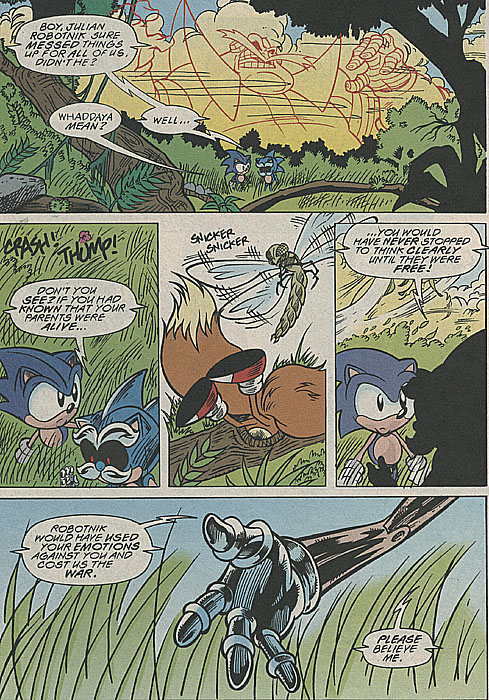 BOY, JULIAN
ROBOTNIK SURE
MESSED THINGS
UP FOR ALL OF US,
DIDN'T HE?
WHADDAYA
MEAN?
WELL...
CRASH!
THUMP!
DON'T YOU
SEE? IF YOU HAD
KNOWN THAT YOUR
PARENTS WERE
ALIVE...
SNICKER
SNICKER
...YOU WOULD
HAVE NEVER STOPPED
TO THINK CLEARLY
UNTIL THEY WERE
FREE!
ROBOTNIK
WOULD HAVE USED
YOUR EMOTIONS
AGAINST YOU AND
COST US THE
WAR.
PLEASE
BELIEVE
ME.